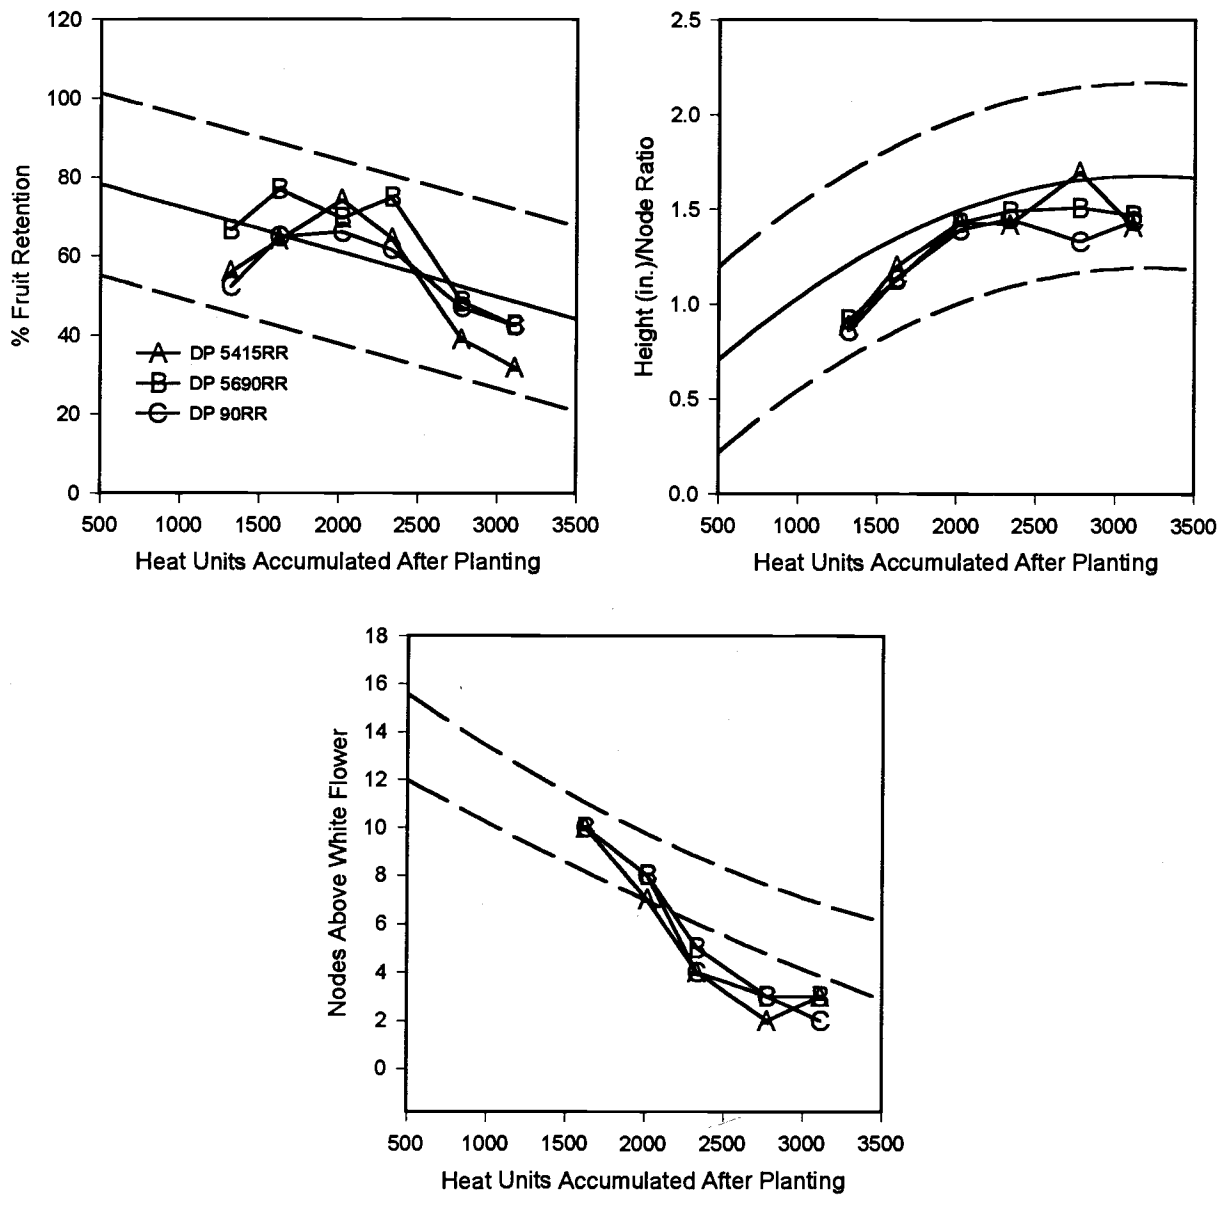 120
100
80
60
40
20
0
% Fruit Retention
A DP 5415RR
B DP 5690RR
C DP 90RR
A B C
500 1000 1500 2000 2500 3000 3500
Heat Units Accumulated After Planting
2.5
2.0
1.5
1.0
0.5
0.0
Height (in.)/Node Ratio
A B C
500 1000 1500 2000 2500 3000 3500
Heat Units Accumulated After Planting
18
16
14
12
10
8
6
4
2
0
Nodes Above White Flower
A B C
500 1000 1500 2000 2500 3000 3500
Heat Units Accumulated After Planting